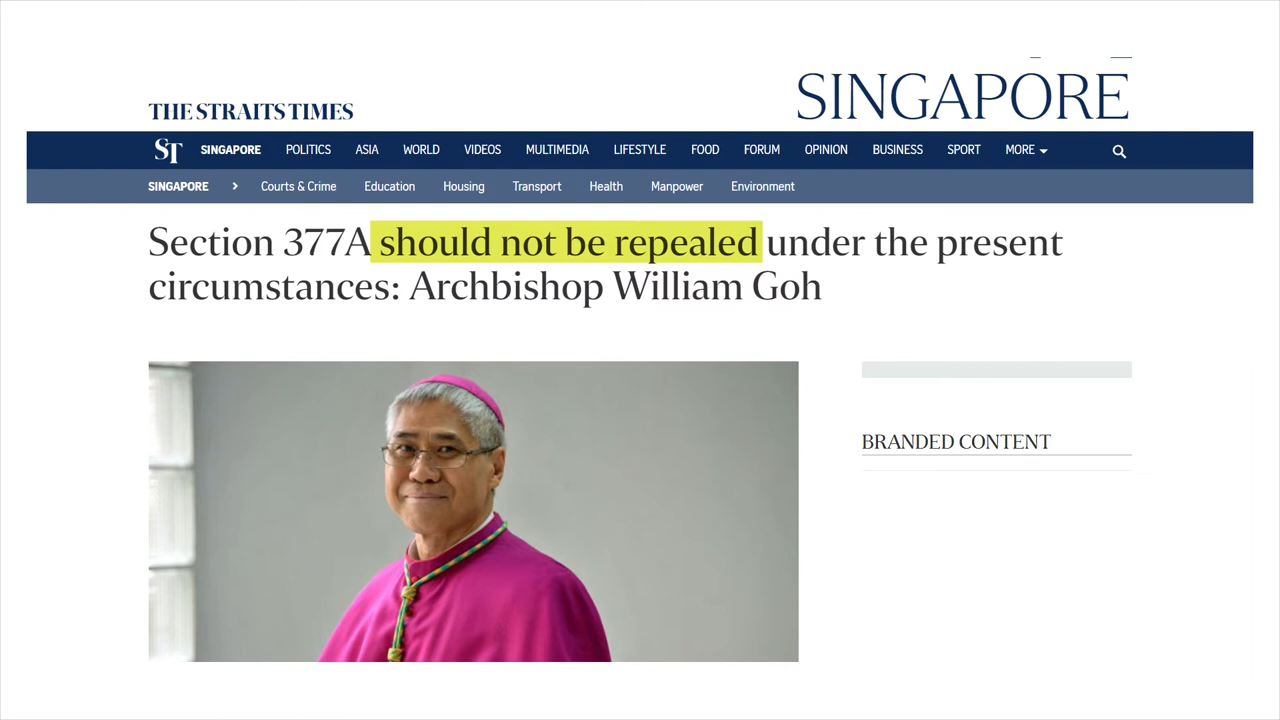 SINGAPORE
THE STRAITS TIMES
ST SINGAPORE POLITICS ASIA WORLD VIDEOS MULTIMEDIA LIFESTYLE FOOD FORUM OPINION BUSINESS SPORT MORE
SINGAPORE Courts & Crime Education Housing Transport Health Manpower Environment
Section 377A should not be repealed under the present
circumstances: Archbishop William Goh
BRANDED CONTENT